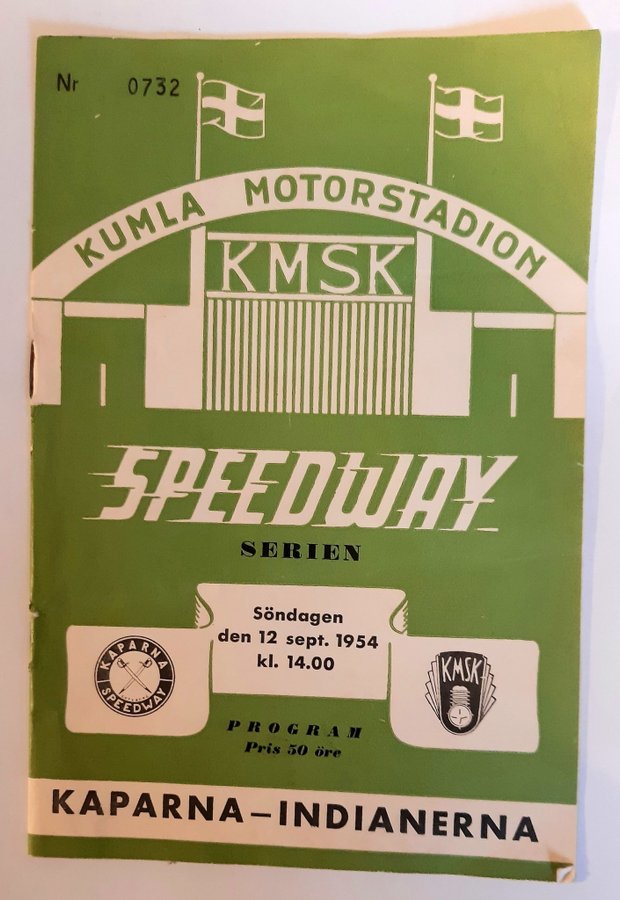 Nr 0732
KUMLA MOTORSTADION
KMSK
SPEEDWAY
SERIEN
Söndagen
den 12 sept. 1954
kl. 14.00
KAPARNA
SPEEDWAY
KMSK
PROGRAM
Pris 50 öre
KAPARNA – INDIANERNA